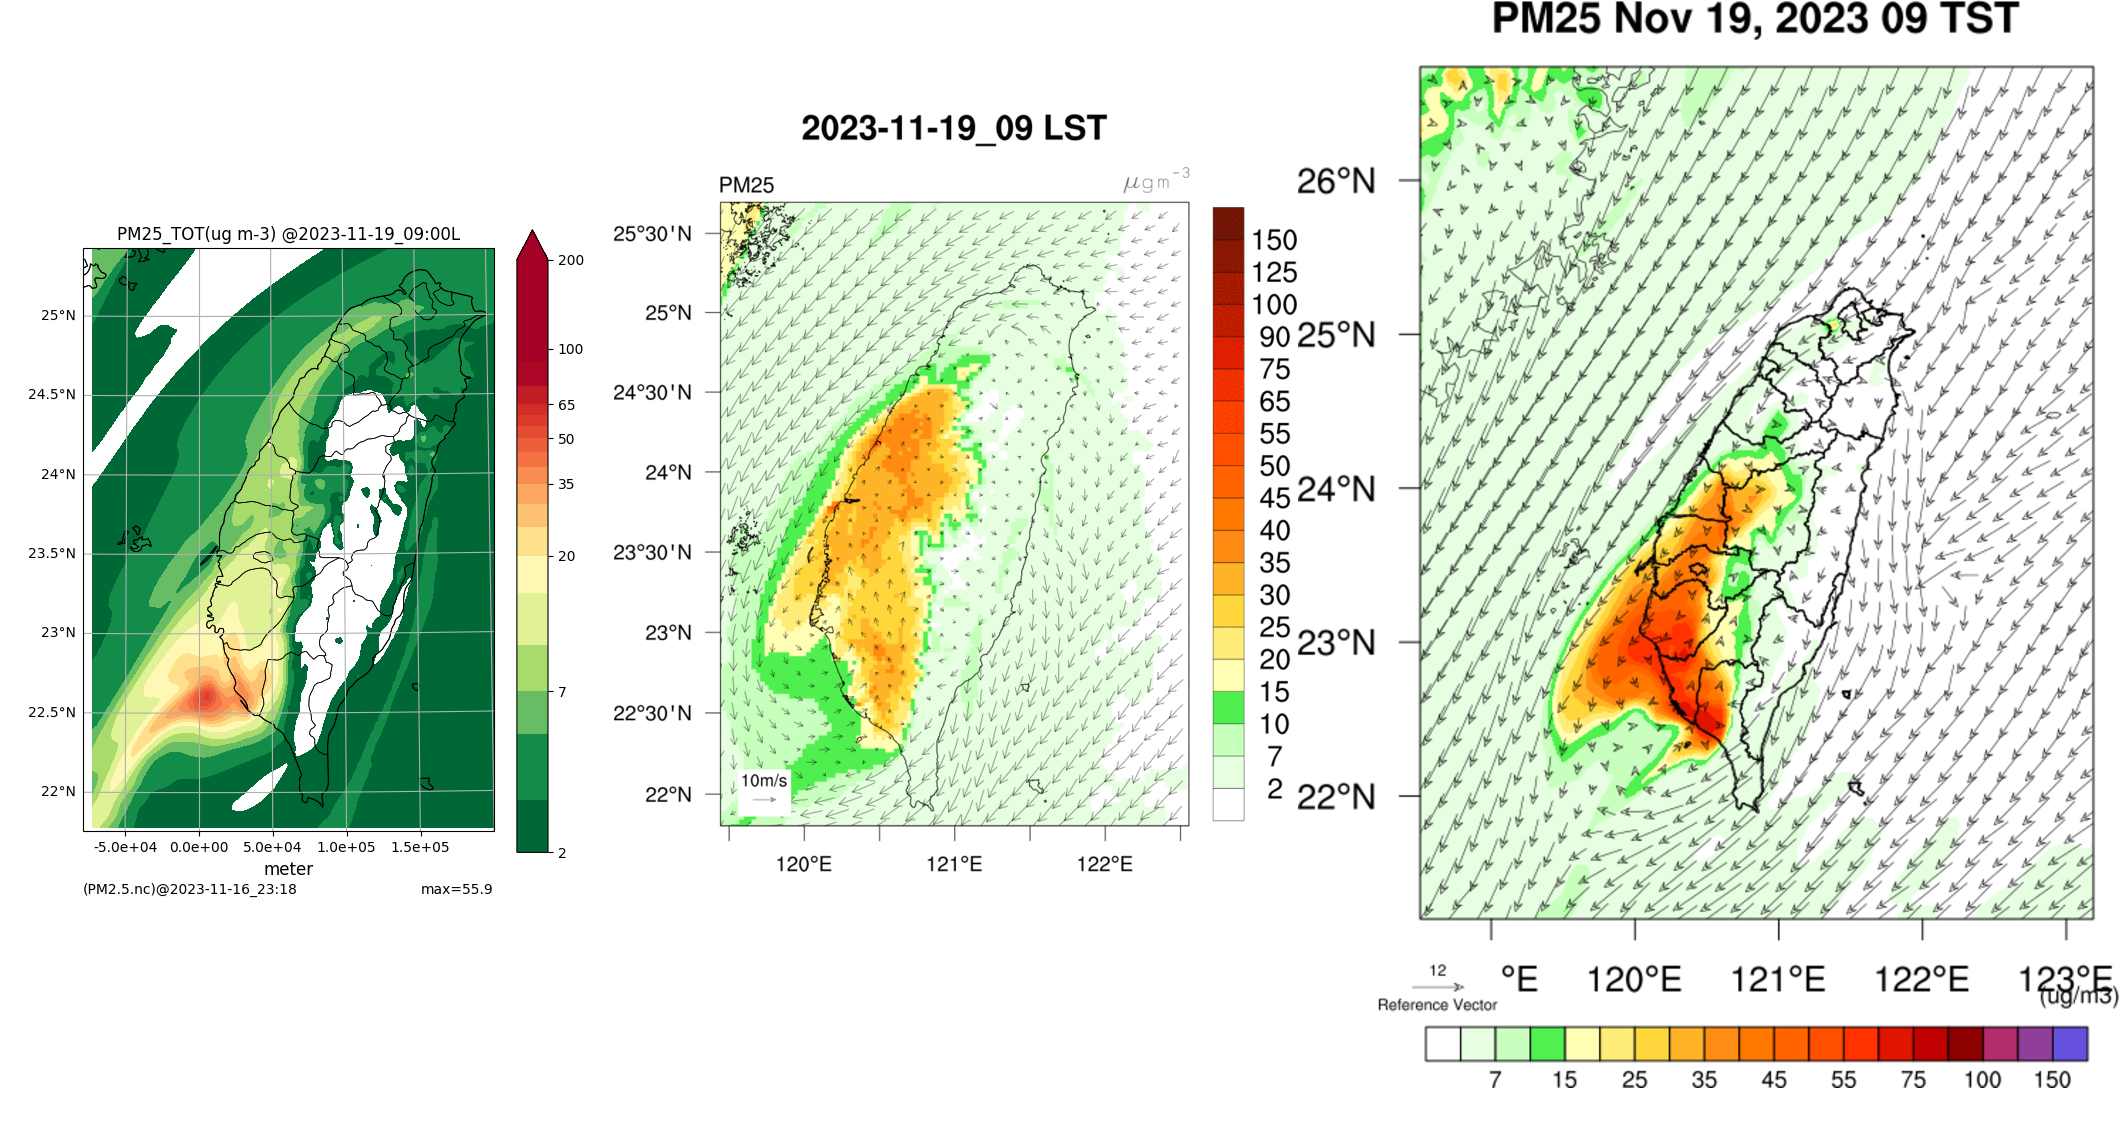 PM25_TOT(ug m-3) @2023-11-19_09:00L
25°N
24.5°N
24°N
23.5°N
23°N
22.5°N
22°N
-5.0e+04 0.0e+00 5.0e+04 1.0e+05 1.5e+05
meter
(PM2.5.nc)@2023-11-16_23:18 max=55.9
200
100
65
50
35
20
7
2
2023-11-19_09 LST
PM25 μgm⁻³
25°30'N
25°N
24°30'N
24°N
23°30'N
23°N
22°30'N
22°N
10m/s
120°E 121°E 122°E
150
125
100
90
75
65
55
50
45
40
35
30
25
20
15
10
7
2
PM25 Nov 19, 2023 09 TST
26°N
25°N
24°N
23°N
22°N
°E 120°E 121°E 122°E 123°E
12
Reference Vector
(ug/m3)
7 15 25 35 45 55 75 100 150